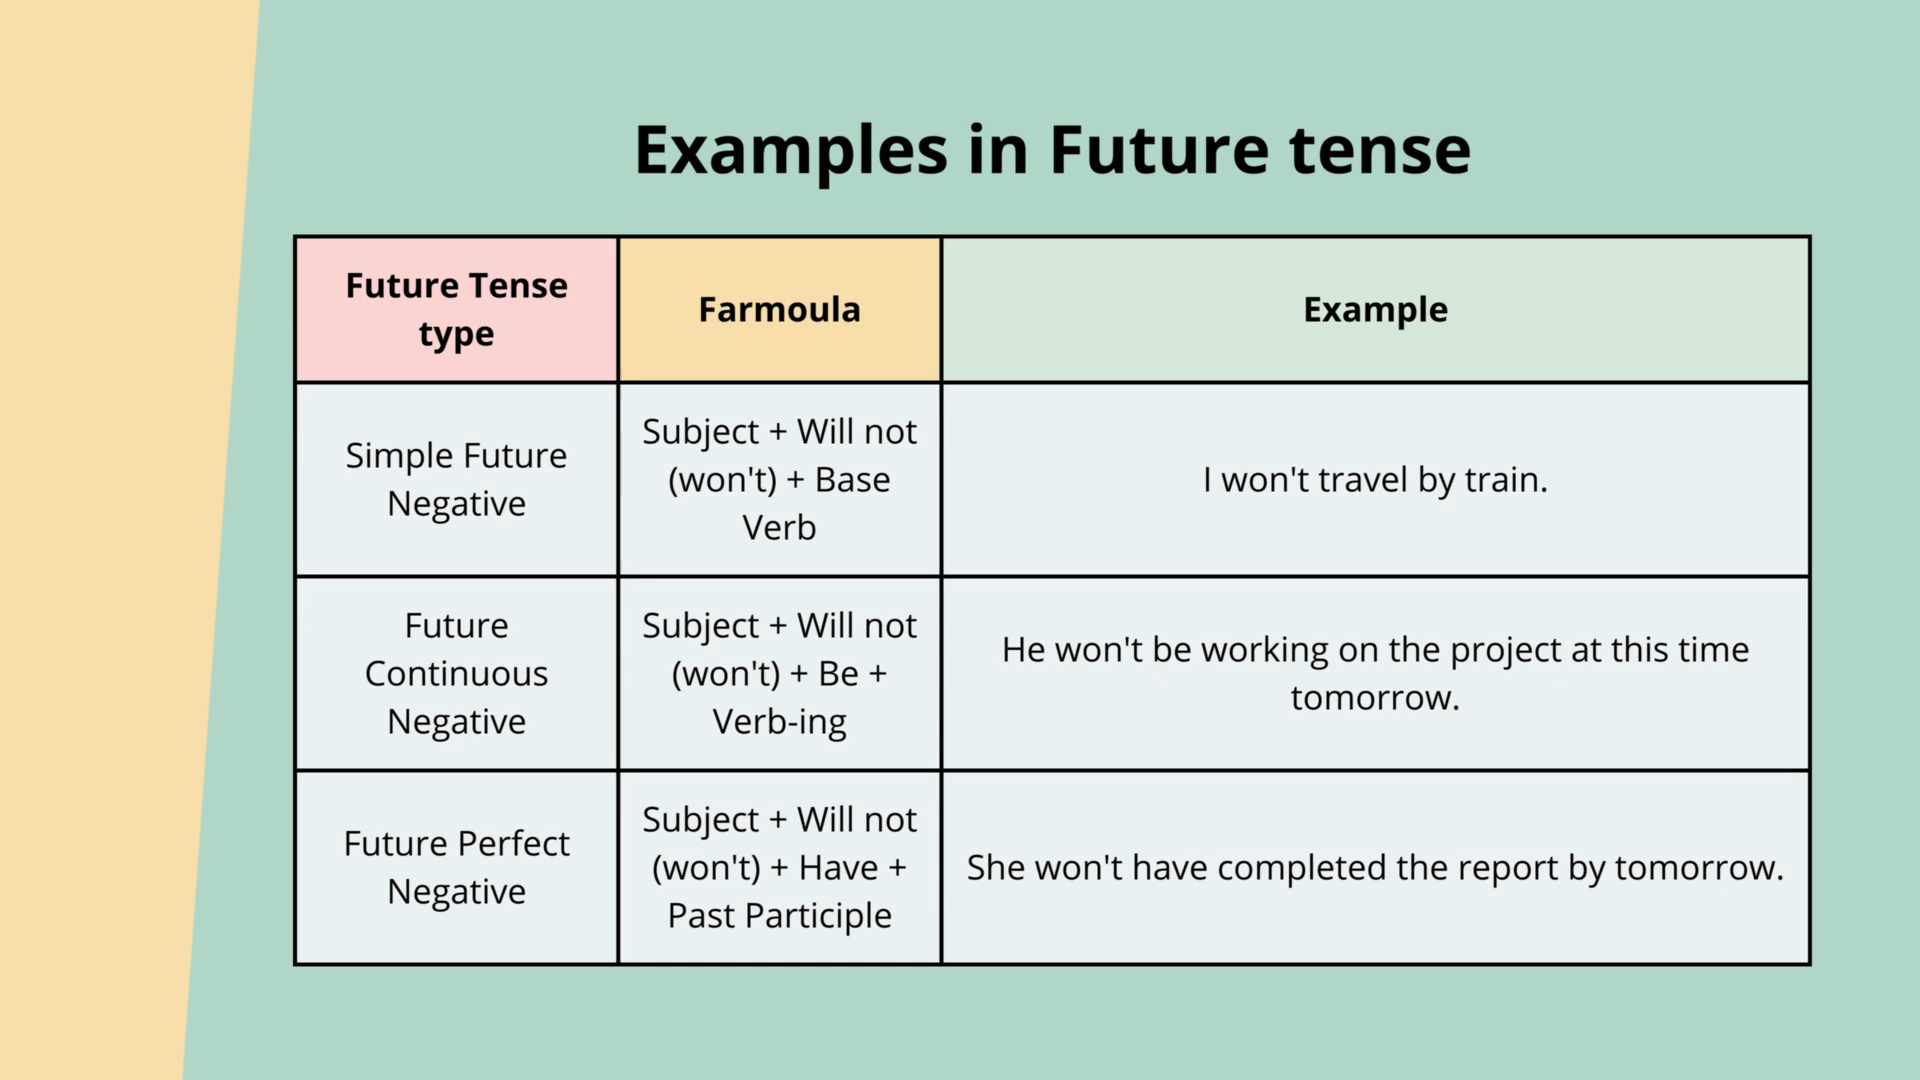 Examples in Future tense
Future Tense
type
Farmoula
Example
Simple Future
Negative
Subject + Will not
(won't) + Base
Verb
I won't travel by train.
Future
Continuous
Negative
Subject + Will not
(won't) + Be +
Verb-ing
He won't be working on the project at this time
tomorrow.
Future Perfect
Negative
Subject + Will not
(won't) + Have +
Past Participle
She won't have completed the report by tomorrow.